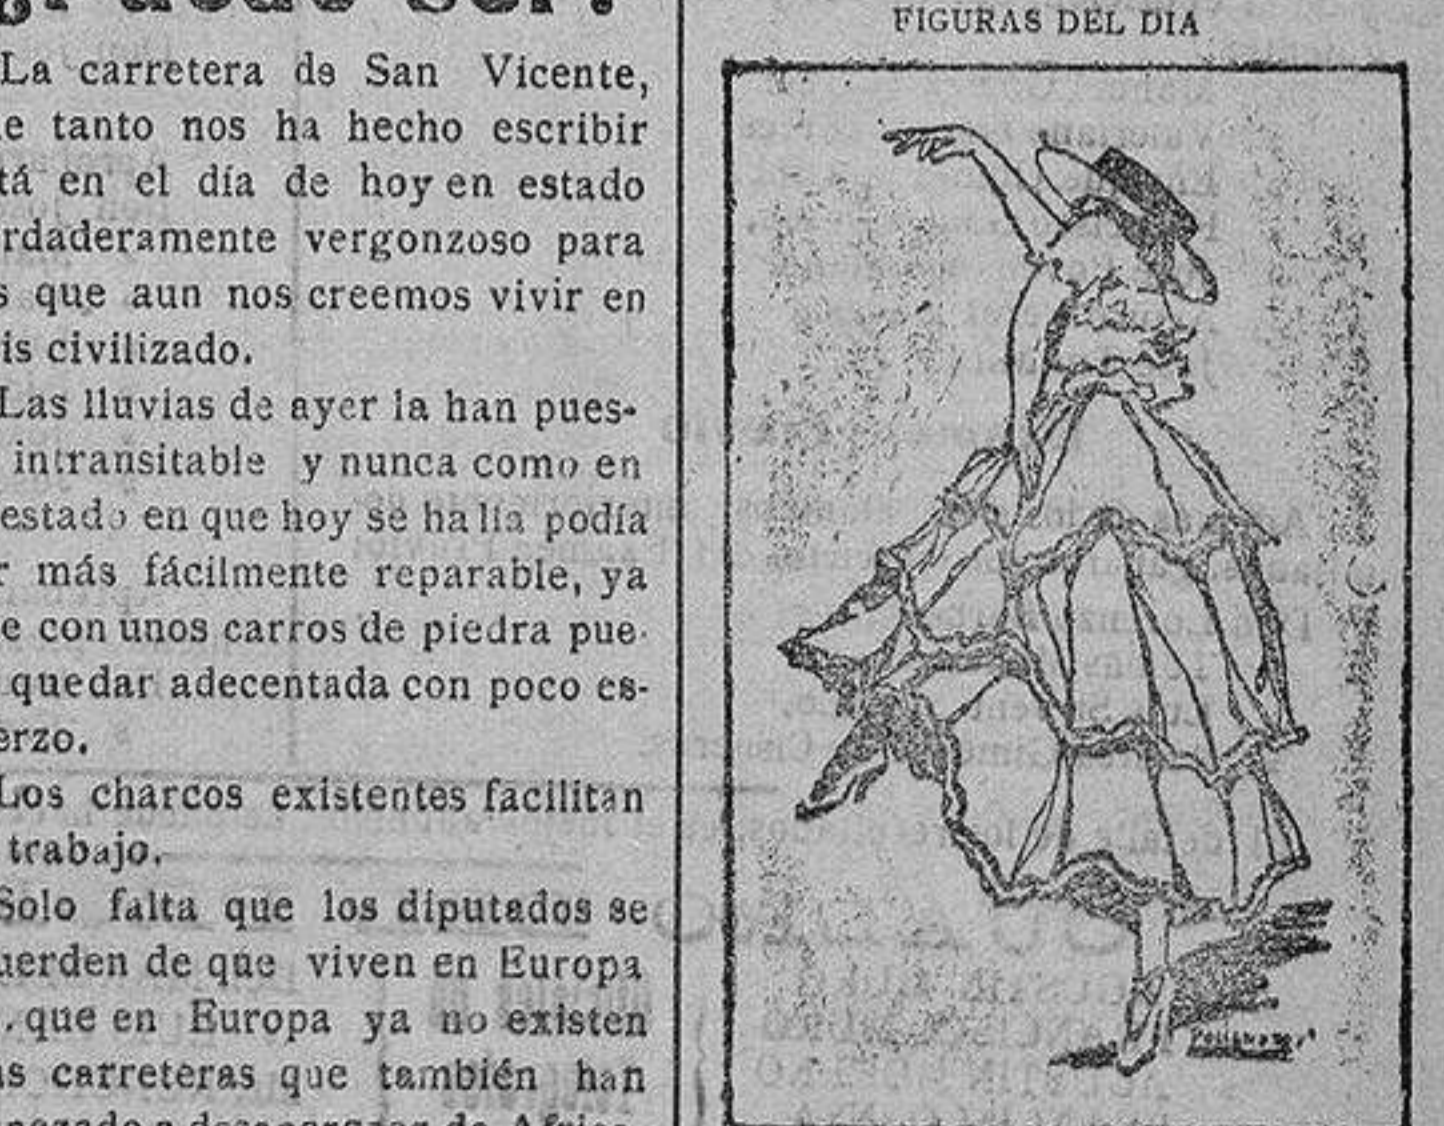 La carretera de San Vicente,
e tanto nos ha hecho escribir
tá en el día de hoy en estado
rdaderamente vergonzoso para
s que aun nos creemos vivir en
is civilizado.
Las lluvias de ayer la han pues-
intransitable y nunca como en
estado en que hoy se halla podía
r más fácilmente reparable, ya
e con unos carros de piedra pue-
quedar adecentada con poco es-
erzo.
Los charcos existentes facilitan
trabajo.
Solo falta que los diputados se
uerden de que viven en Europa
. que en Europa ya no existen
as carreteras que también han
FIGURAS DEL DIA